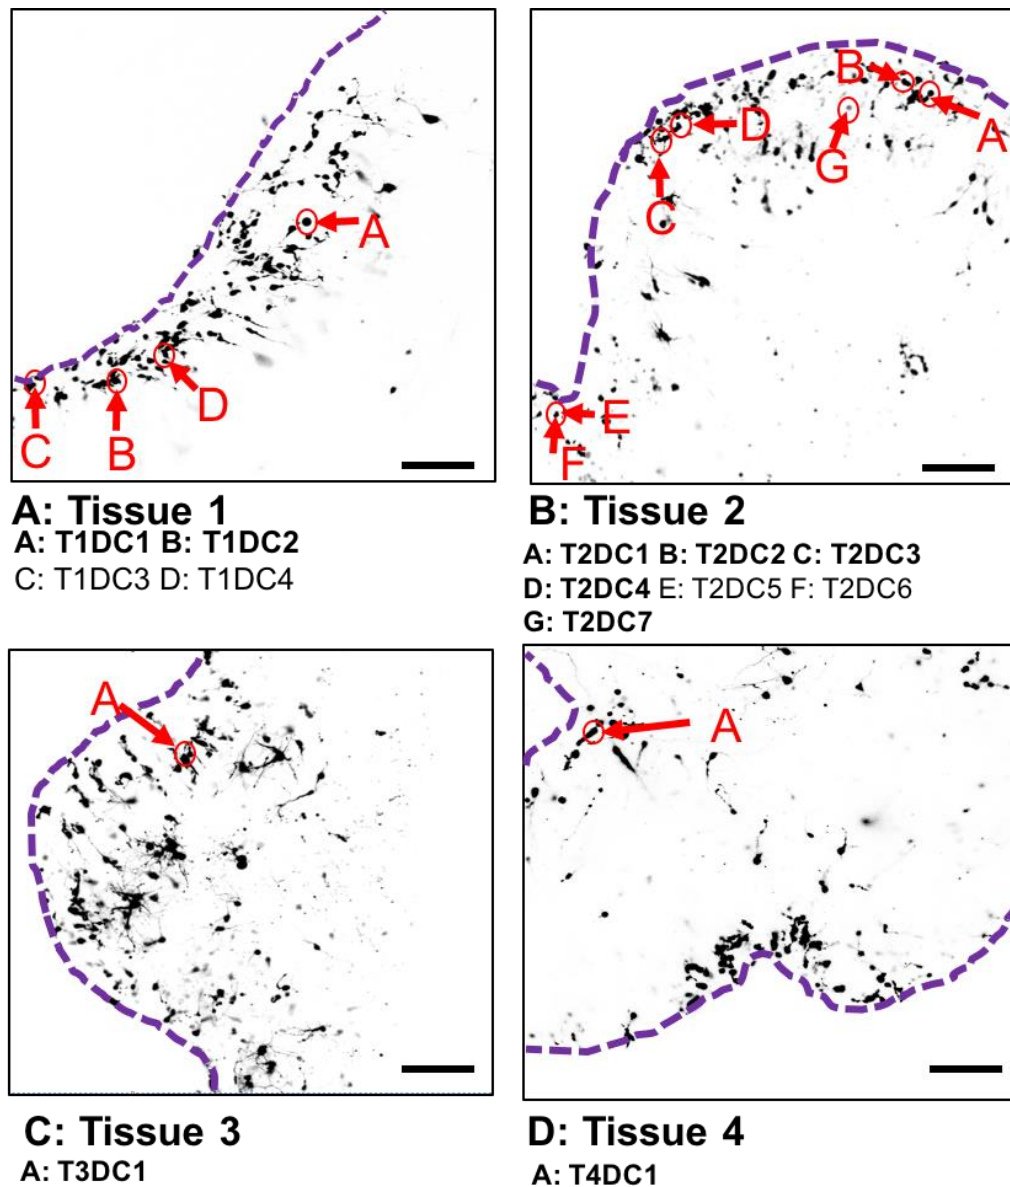 A
D
C
B
B
D
A
G
C
E
F
A: Tissue 1
A: T1DC1 B: T1DC2
C: T1DC3 D: T1DC4
B: Tissue 2
A: T2DC1 B: T2DC2 C: T2DC3
D: T2DC4 E: T2DC5 F: T2DC6
G: T2DC7
A
A
C: Tissue 3
A: T3DC1
D: Tissue 4
A: T4DC1